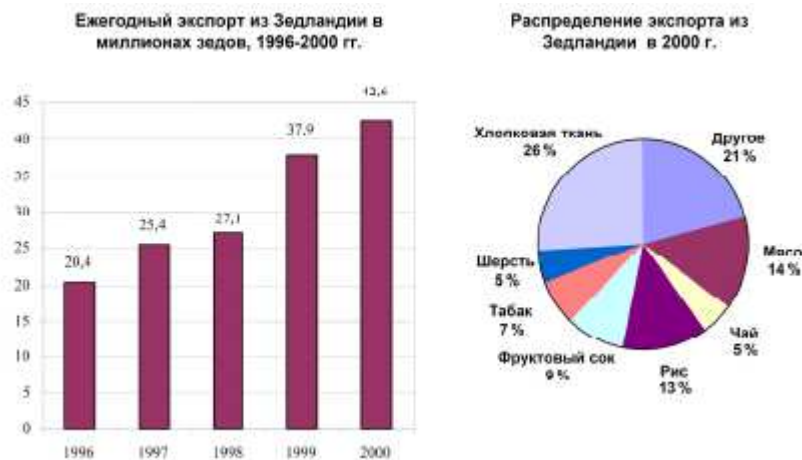 Ежегодный экспорт из Зедландии в
миллионах зедов, 1996-2000 гг.
45
40
35
30
25
20
15
10
5
0
20,4
25,4
27,1
37,9
1996
1997
1998
1999
2000
Распределение экспорта из
Зедландии в 2000 г.
Хлопковая ткань
26 %
Другое
21 %
Мясо
14 %
Чай
5 %
Рис
13 %
Фруктовый сок
9 %
Табак
7 %
Шерсть
5 %